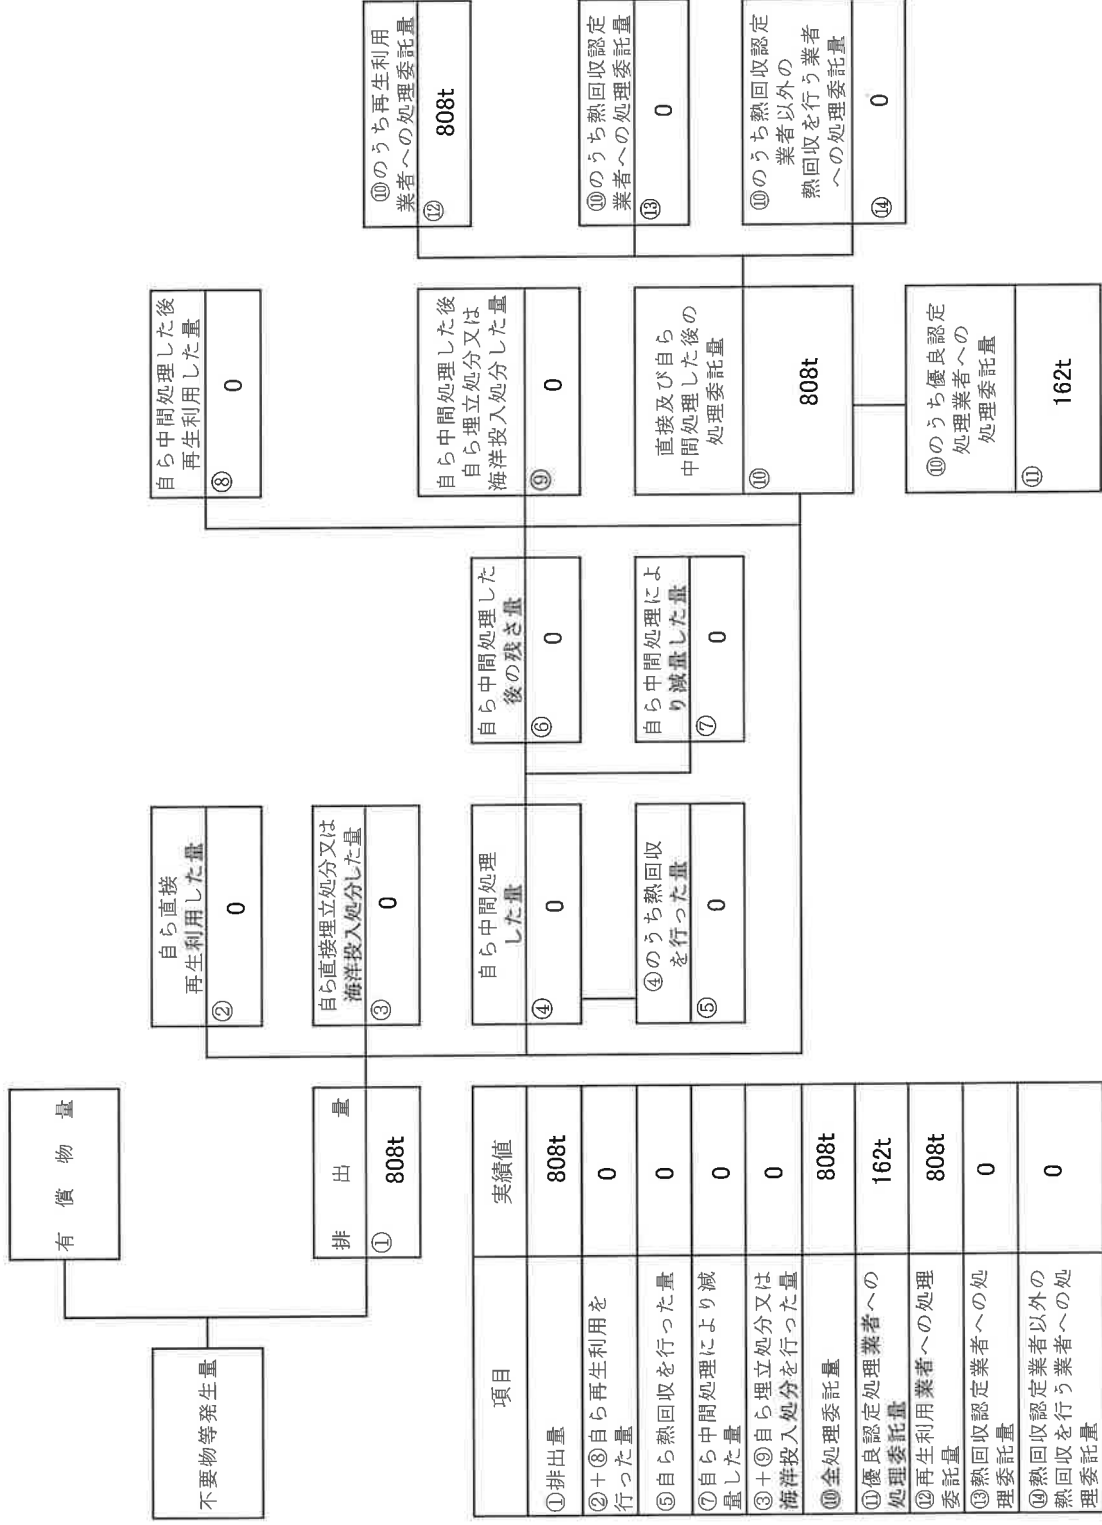 不要物等発生量
有償物量
排出量
①
808t
自ら直接
再生利用した量
②
0
自ら直接埋立処分又は
海洋投入処分した量
③
0
自ら中間処理
した量
④
0
④のうち熱回収
を行った量
⑤
0
自ら中間処理した
後の残さ量
⑥
0
自ら中間処理によ
り減量した量
⑦
0
自ら中間処理した後
再生利用した量
⑧
0
自ら中間処理した後
自ら埋立処分又は
海洋投入処分した量
⑨
0
直接及び自ら
中間処理した後の
処理委託量
⑩
808t
⑩のうち優良認定
処理業者への
処理委託量
⑪
162t
⑩のうち再生利用
業者への処理委託量
⑫
808t
⑩のうち熱回収認定
業者への処理委託量
⑬
0
⑩のうち熱回収認定
業者以外の
熱回収を行う業者
への処理委託量
⑭
0
項目 実績値
①排出量 808t
②+⑧自ら再生利用を
行った量 0
⑤自ら熱回収を行った量 0
⑦自ら中間処理により減
量した量 0
③+⑨自ら埋立処分又は
海洋投入処分を行った量 0
⑩全処理委託量 808t
⑪優良認定処理業者への
処理委託量 162t
⑫再生利用業者への処理
委託量 808t
⑬熱回収認定業者への処
理委託量 0
⑭熱回収認定業者以外の
熱回収を行う業者への処
理委託量 0